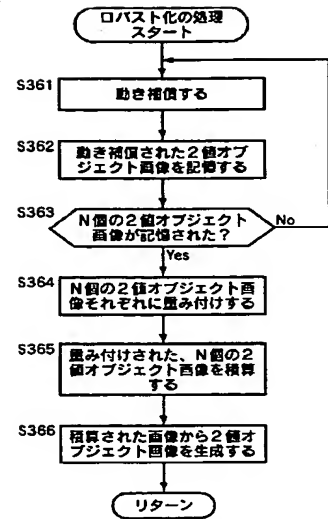 ロバスト化の処理
スタート
S361
動き補償する
S362
動き補償された2値オブ
ジェクト画像を記憶する
S363
N個の2値オブジェクト
画像が記憶された?
No
Yes
S364
N個の2値オブジェクト画
像それぞれに重み付けする
S365
重み付けされた、N個の2
値オブジェクト画像を積算
する
S366
積算された画像から2値オ
ブジェクト画像を生成する
リターン